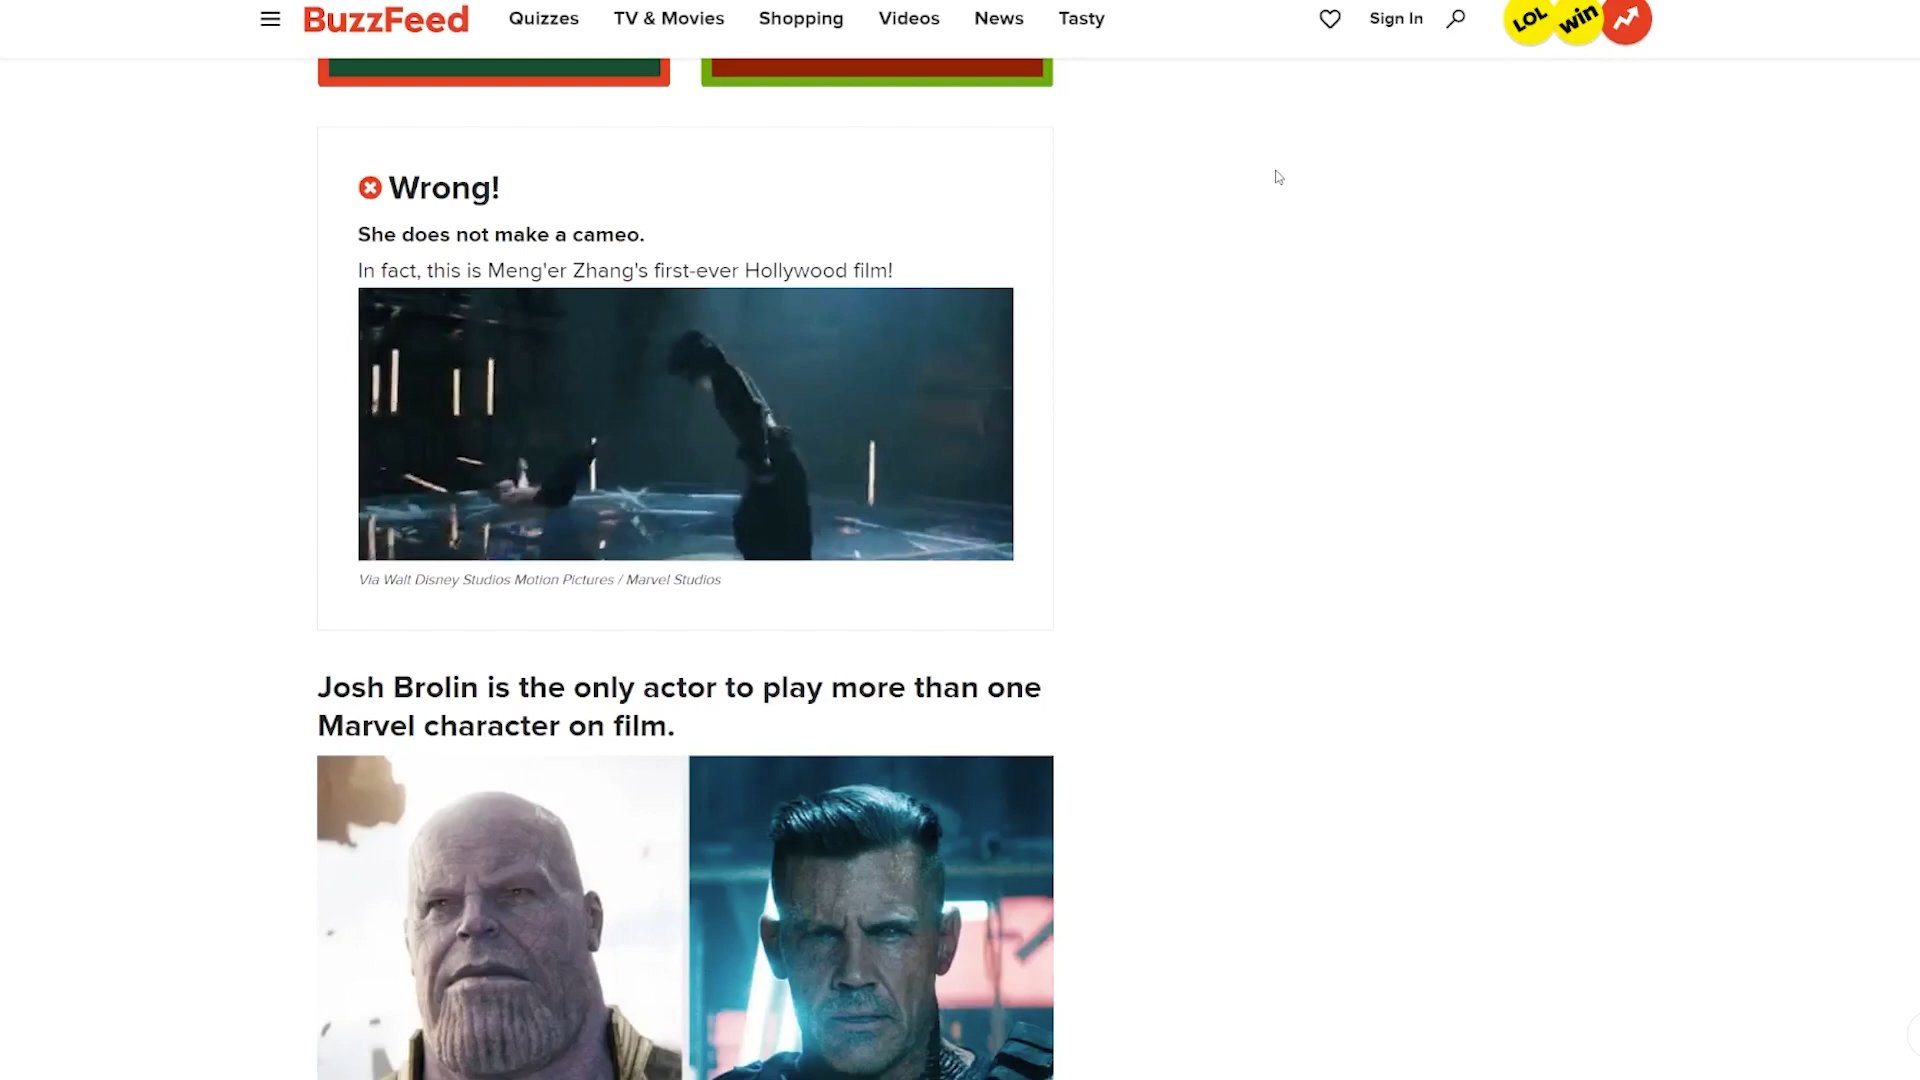 BuzzFeed Quizzes TV & Movies Shopping Videos News Tasty Sign In LOL win
Wrong!
She does not make a cameo.
In fact, this is Meng'er Zhang's first-ever Hollywood film!
Via Walt Disney Studios Motion Pictures / Marvel Studios
Josh Brolin is the only actor to play more than one
Marvel character on film.